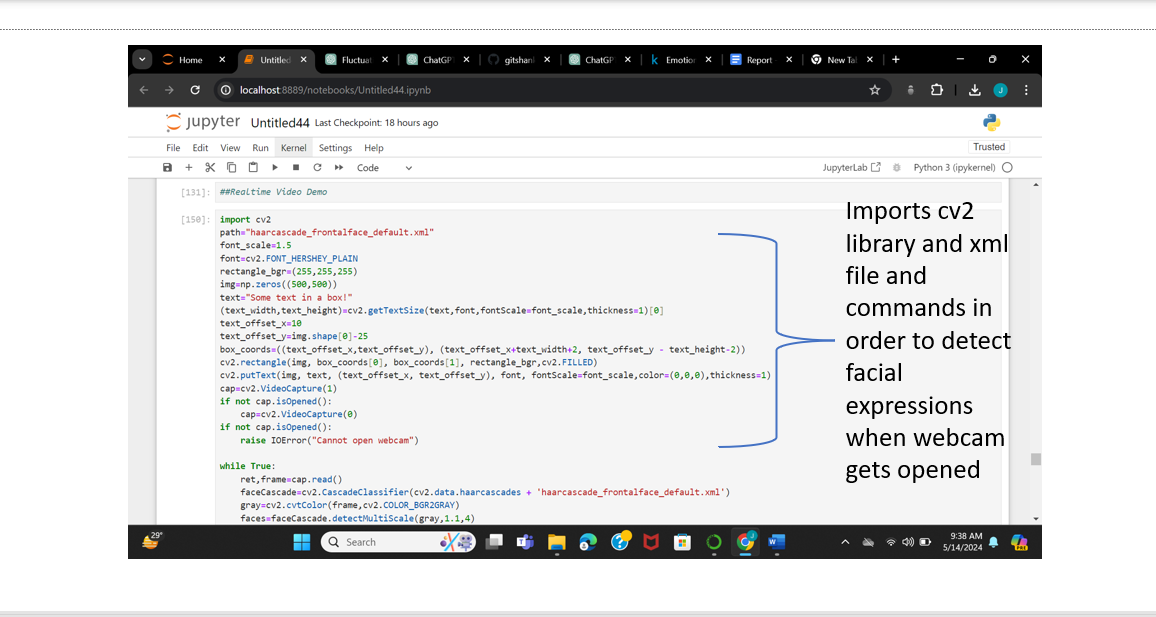 Home
Untitled
Fluctuat
ChatGP
gitshanl
ChatGP
Emotior
Report
New Tal
localhost:8889/notebooks/Untitled44.ipynb
J
jupyter Untitled44 Last Checkpoint: 18 hours ago
File Edit View Run Kernel Settings Help
Trusted
Code
JupyterLab
Python 3 (ipykernel)
[131]: ##Realtime Video Demo
[150]: import cv2
path="haarcascade_frontalface_default.xml"
font_scale=1.5
font=cv2.FONT_HERSHEY_PLAIN
rectangle_bgr=(255,255,255)
img=np.zeros((500,500))
text="Some text in a box!"
(text_width,text_height)=cv2.getTextSize(text,font,fontScale=font_scale,thickness=1)[0]
text_offset_x=10
text_offset_y=img.shape[0]-25
box_coords=((text_offset_x,text_offset_y), (text_offset_x+text_width+2, text_offset_y - text_height-2))
cv2.rectangle(img, box_coords[0], box_coords[1], rectangle_bgr,cv2.FILLED)
cv2.putText(img, text, (text_offset_x, text_offset_y), font, fontScale=font_scale,color=(0,0,0),thickness=1)
cap=cv2.VideoCapture(1)
if not cap.isOpened():
cap=cv2.VideoCapture(0)
if not cap.isOpened():
raise IOError("Cannot open webcam")
while True:
ret,frame=cap.read()
faceCascade=cv2.CascadeClassifier(cv2.data.haarcascades + 'haarcascade_frontalface_default.xml')
gray=cv2.cvtColor(frame,cv2.COLOR_BGR2GRAY)
faces=faceCascade.detectMultiScale(gray,1.1,4)
Imports cv2
library and xml
file and
commands in
order to detect
facial
expressions
when webcam
gets opened
29°
Search
9:38 AM
5/14/2024